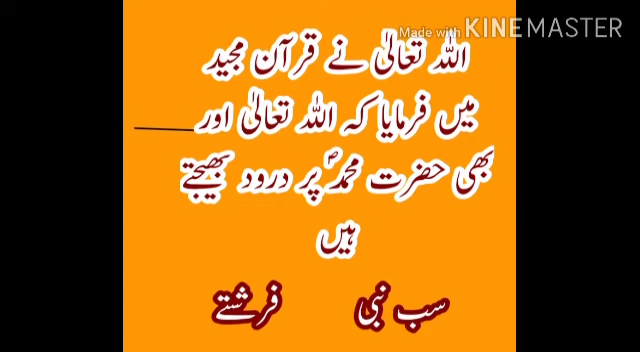 Made with KINEMASTER
اللہ تعالیٰ نے قرآن مجید
میں فرمایا کہ اللہ تعالیٰ اور____
بھی حضرت محمدؐ پر درود بھیجتے
ہیں
سب نبی فرشتے